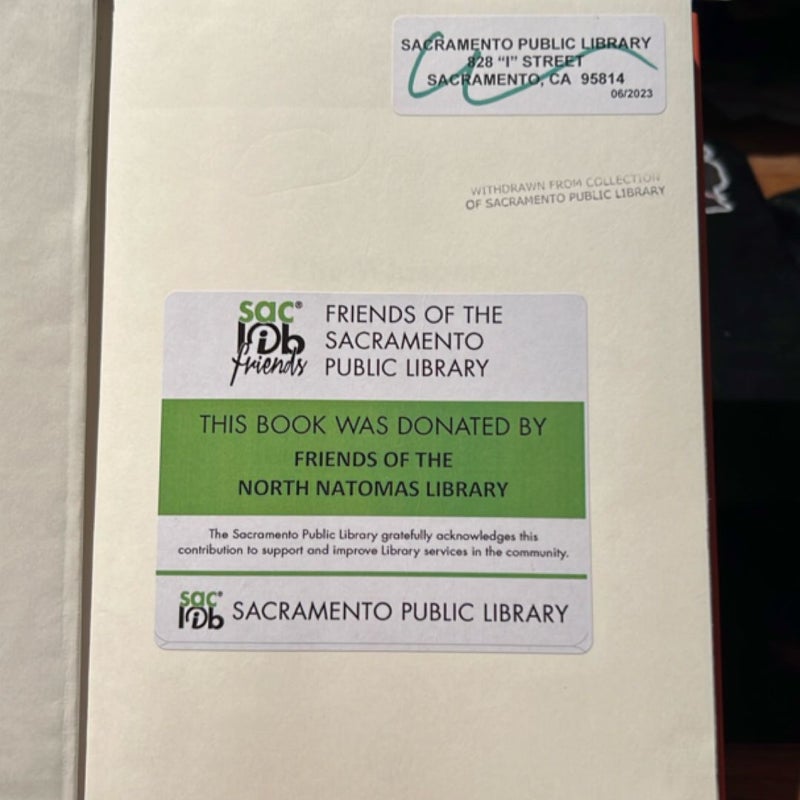 SACRAMENTO PUBLIC LIBRARY
828 "I" STREET
SACRAMENTO, CA 95814
06/2023
WITHDRAWN FROM COLLECTION
OF SACRAMENTO PUBLIC LIBRARY
sac®
lib
friends
FRIENDS OF THE
SACRAMENTO
PUBLIC LIBRARY
THIS BOOK WAS DONATED BY
FRIENDS OF THE
NORTH NATOMAS LIBRARY
The Sacramento Public Library gratefully acknowledges this
contribution to support and improve Library services in the community.
sac®
lib
SACRAMENTO PUBLIC LIBRARY